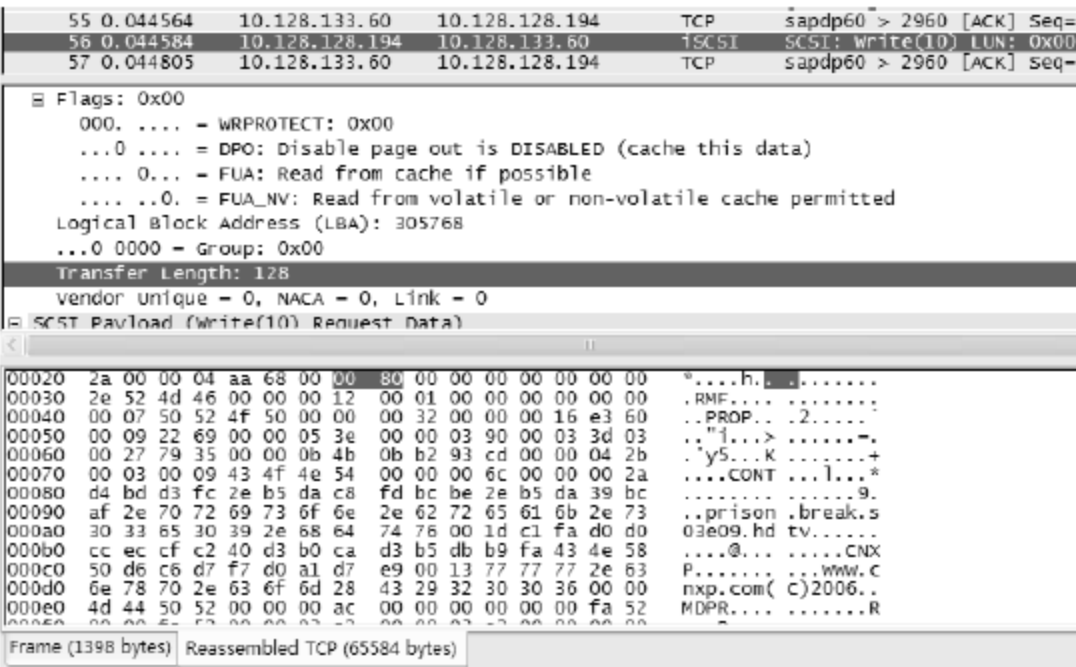 55 0.044564 10.128.133.60 10.128.128.194 TCP sapdp60 > 2960 [ACK] Seq=
56 0.044584 10.128.128.194 10.128.133.60 iSCSI SCSI: Write(10) LUN: 0x00
57 0.044805 10.128.133.60 10.128.128.194 TCP sapdp60 > 2960 [ACK] Seq=
Flags: 0x00
000. .... = WRPROTECT: 0x00
...0 .... = DPO: Disable page out is DISABLED (cache this data)
.... 0... = FUA: Read from cache if possible
.... ..0. = FUA_NV: Read from volatile or non-volatile cache permitted
Logical Block Address (LBA): 305768
...0 0000 = Group: 0x00
Transfer Length: 128
Vendor Unique = 0, NACA = 0, Link = 0
SCSI Payload (Write(10) Request Data)
00020 2a 00 00 04 aa 68 00 00 80 00 00 00 00 00 00 00 *....h.. ........
00030 2e 52 4d 46 00 00 00 12 00 01 00 00 00 00 00 00 .RMF.... ........
00040 00 07 50 52 4f 50 00 00 00 32 00 00 00 16 e3 60 ..PROP.. .2.....`
00050 00 09 22 69 00 00 05 3e 00 00 03 90 00 03 3d 03 .."i...> ......=.
00060 00 27 79 35 00 00 0b 4b 0b b2 93 cd 00 00 04 2b .'y5...K .......+
00070 00 03 00 09 43 4f 4e 54 00 00 00 6c 00 00 00 2a ....CONT ...l...*
00080 d4 bd d3 fc 2e b5 da c8 fd bc be 2e b5 da 39 bc ........ ......9.
00090 af 2e 70 72 69 73 6f 6e 2e 62 72 65 61 6b 2e 73 ..prison .break.s
000a0 30 33 65 30 39 2e 68 64 74 76 00 1d c1 fa d0 d0 03e09.hd tv......
000b0 cc ec cf c2 40 d3 b0 ca d3 b5 db b9 fa 43 4e 58 ....@... .....CNX
000c0 50 d6 c6 d7 f7 d0 a1 d7 e9 00 13 77 77 77 2e 63 P....... ...www.c
000d0 6e 78 70 2e 63 6f 6d 28 43 29 32 30 30 36 00 00 nxp.com( C)2006..
000e0 4d 44 50 52 00 00 00 ac 00 00 00 00 00 00 fa 52 MDPR.... .......R
Frame (1398 bytes) Reassembled TCP (65584 bytes)